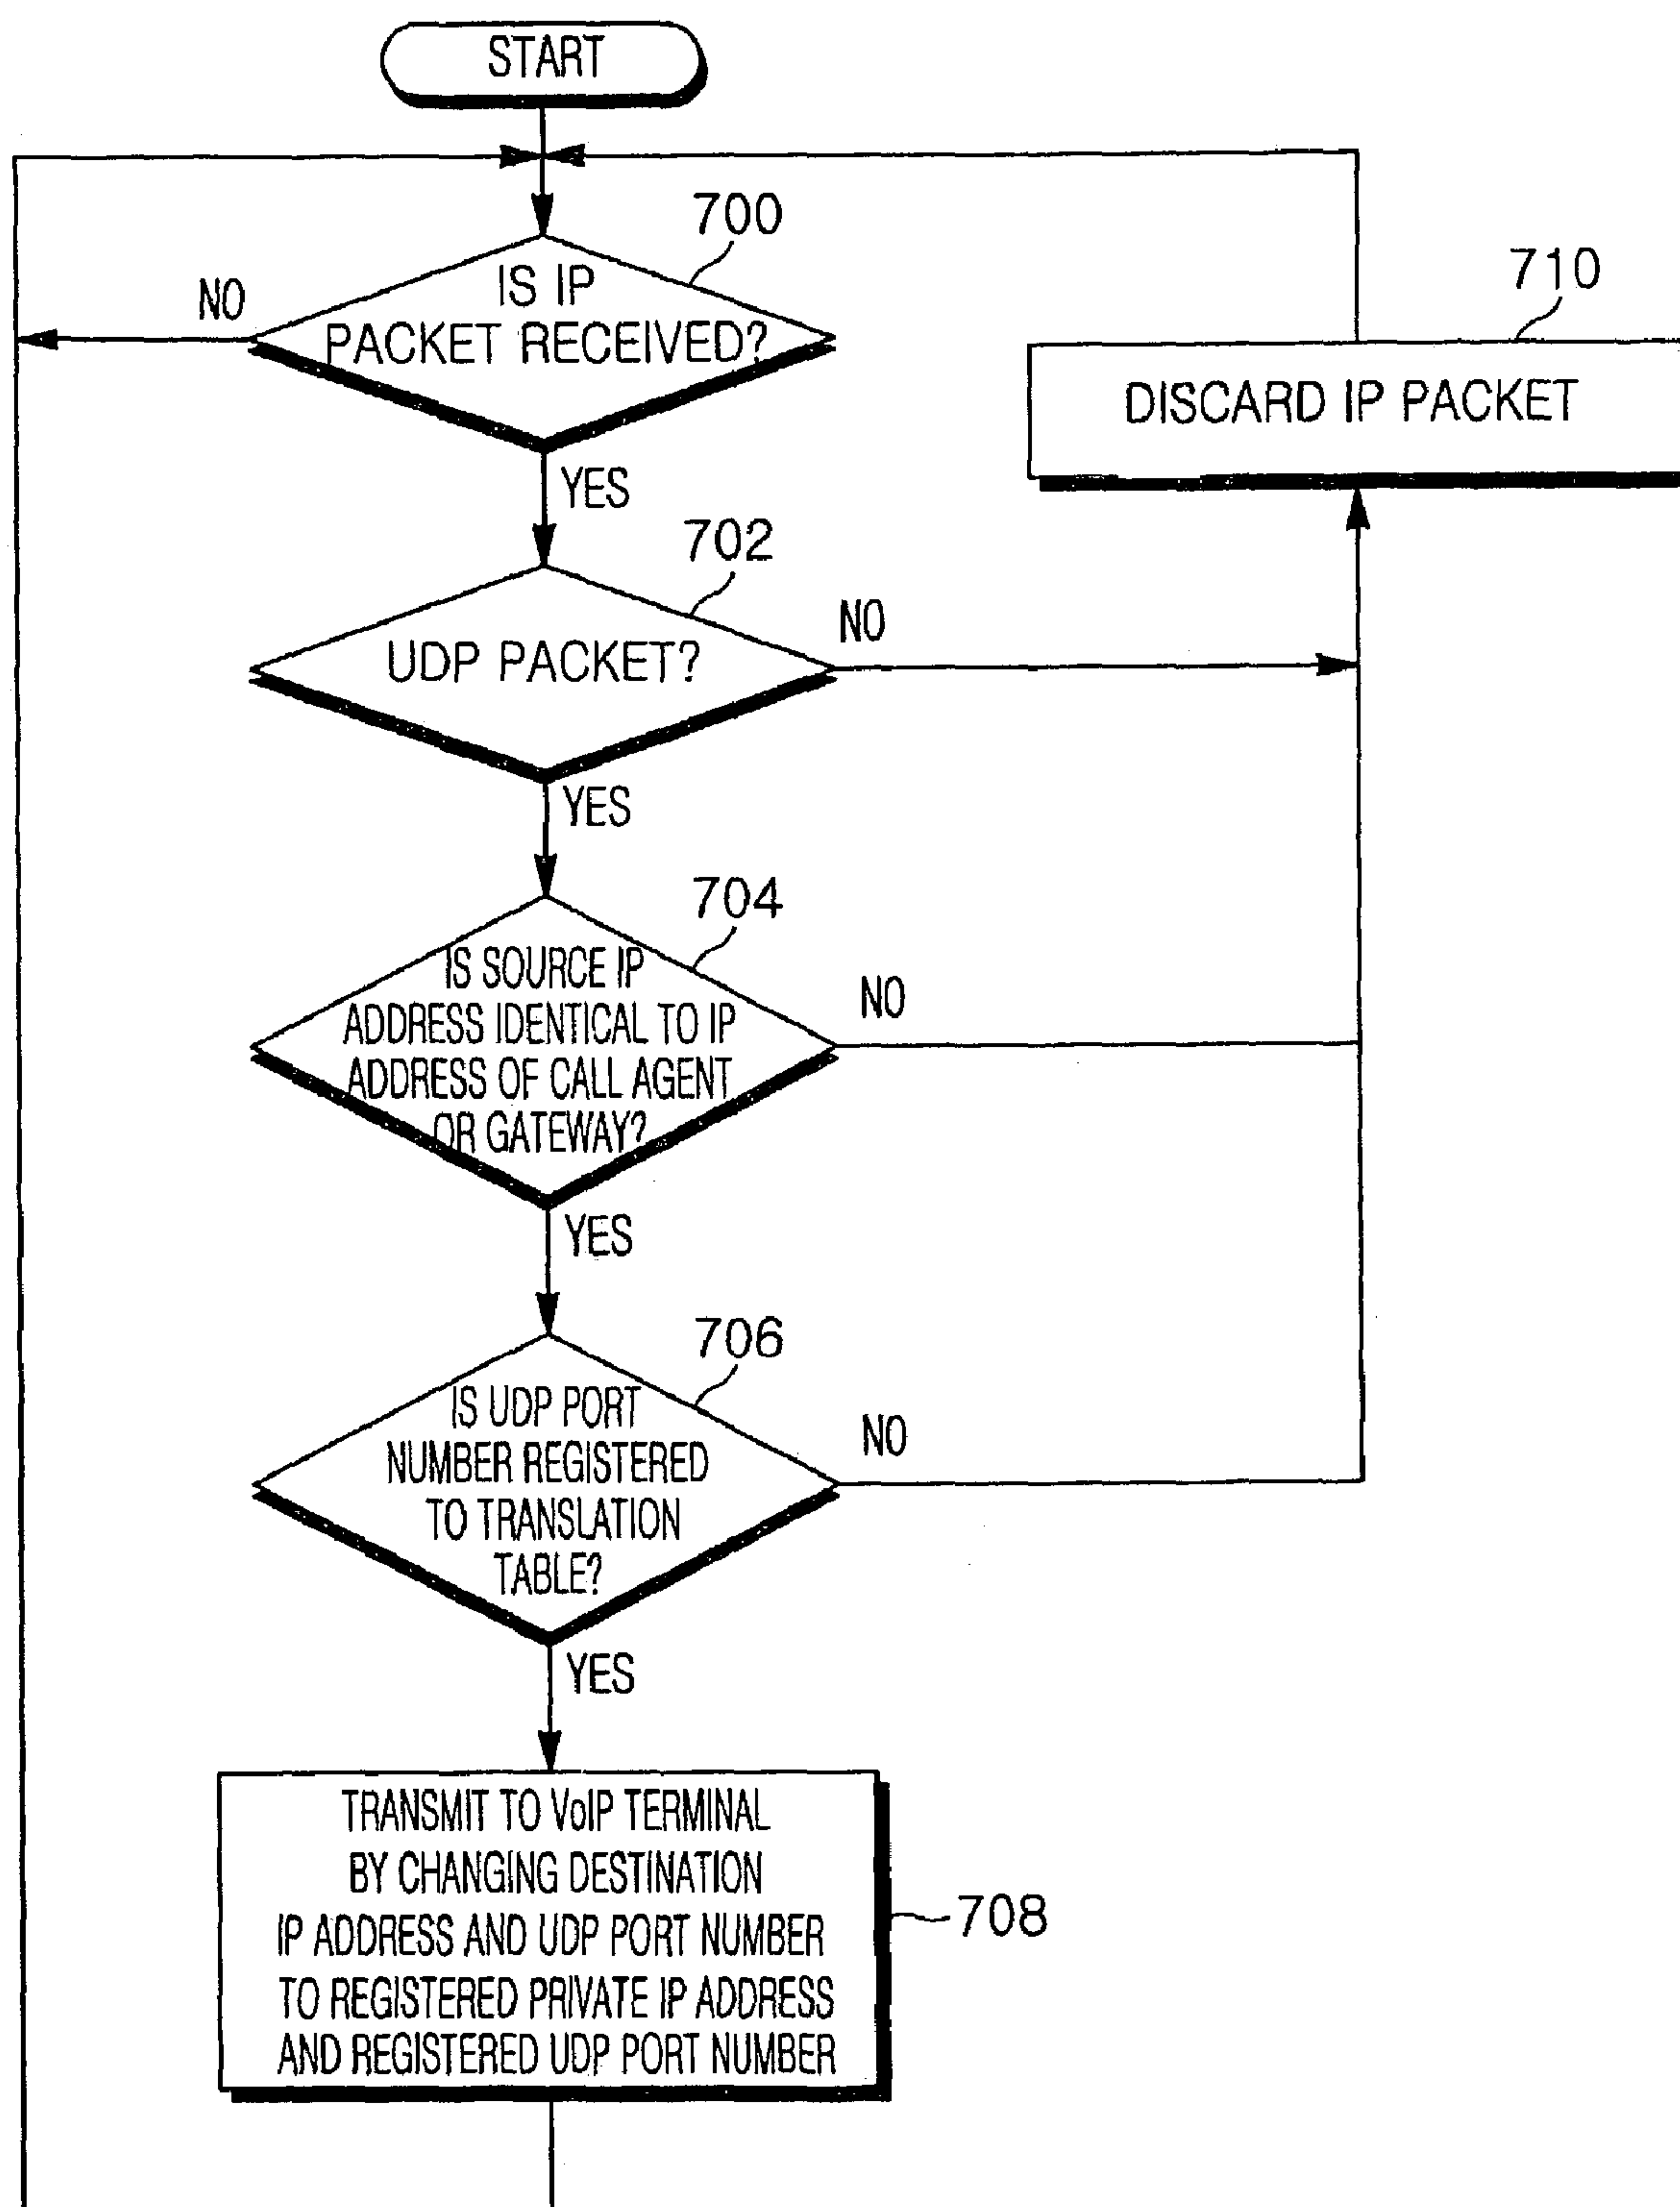 START
700
IS IP
PACKET RECEIVED?
NO
YES
710
DISCARD IP PACKET
702
UDP PACKET?
NO
YES
704
IS SOURCE IP
ADDRESS IDENTICAL TO IP
ADDRESS OF CALL AGENT
OR GATEWAY?
NO
YES
706
IS UDP PORT
NUMBER REGISTERED
TO TRANSLATION
TABLE?
NO
YES
TRANSMIT TO VoIP TERMINAL
BY CHANGING DESTINATION
IP ADDRESS AND UDP PORT NUMBER
TO REGISTERED PRIVATE IP ADDRESS
AND REGISTERED UDP PORT NUMBER
708